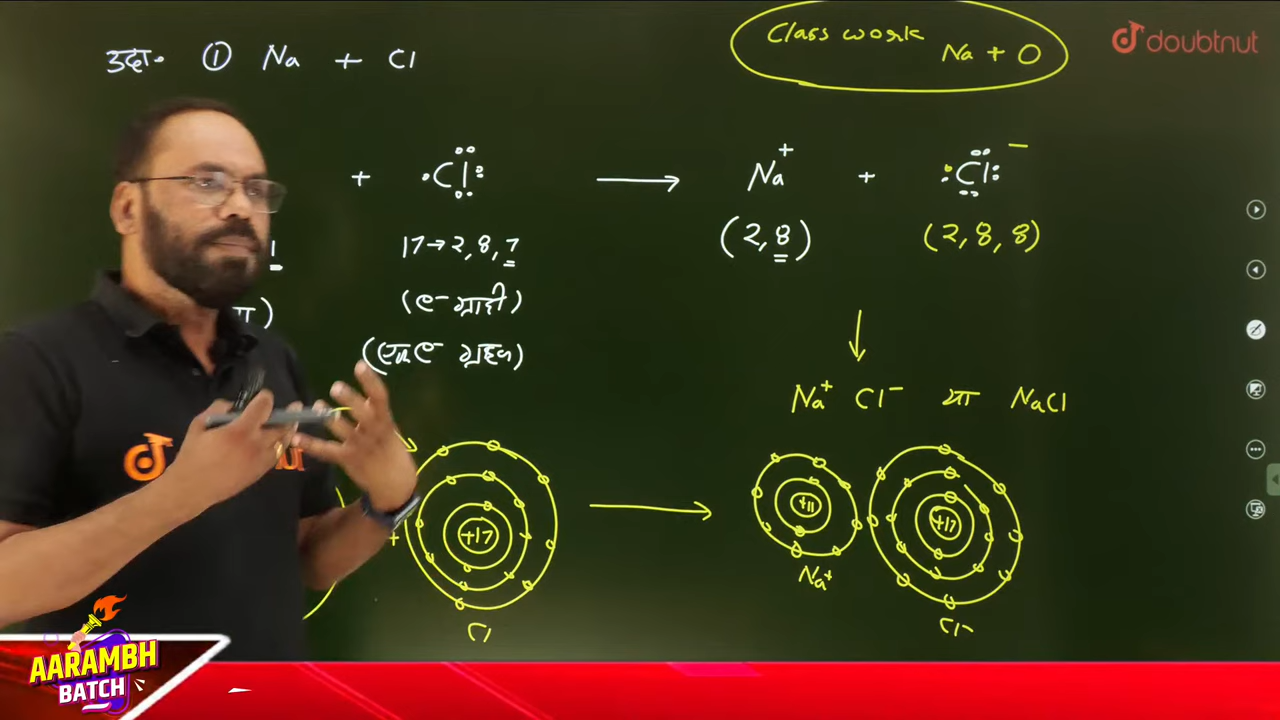 उदा० ① Na + Cl
Class work
Na + O
doubtnut
+ Cl → Na⁺ + Cl⁻
1
17→2, 8, 7
(2, 8)
(2, 8, 8)
(e⁻ ग्राही)
(एक e⁻ ग्रहण)
↓
Na⁺ Cl⁻ या NaCl
+ +17 → +11 +17
Cl
Na⁺
Cl⁻
AARAMBH
BATCH